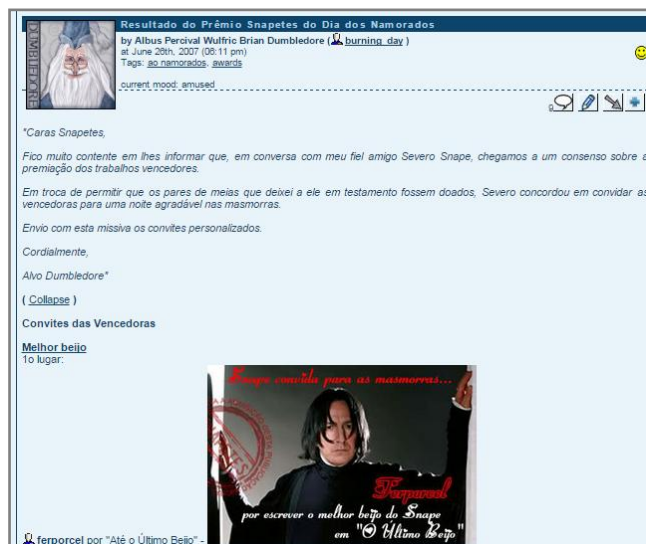 Resultado do Prêmio Snapetes do Dia dos Namorados
DUMBLEDORE
by Albus Percival Wulfric Brian Dumbledore ( burning_day )
at June 26th, 2007 (06:11 pm)
Tags: ao namorados, awards
current mood: amused
"Caras Snapetes,
Fico muito contente em lhes informar que, em conversa com meu fiel amigo Severo Snape, chegamos a um consenso sobre a
premiação dos trabalhos vencedores.
Em troca de permitir que os pares de meias que deixei a ele em testamento fossem doados, Severo concordou em convidar as
vencedoras para uma noite agradável nas masmorras.
Envio com esta missiva os convites personalizados.
Cordialmente,
Alvo Dumbledore"
( Collapse )
Convites das Vencedoras
Melhor beijo
1o lugar:
Snape convida para as masmorras...
Ferporcel
por escrever o melhor beijo do Snape
em "O Último Beijo"
ferporcel por "Até o Último Beijo" -